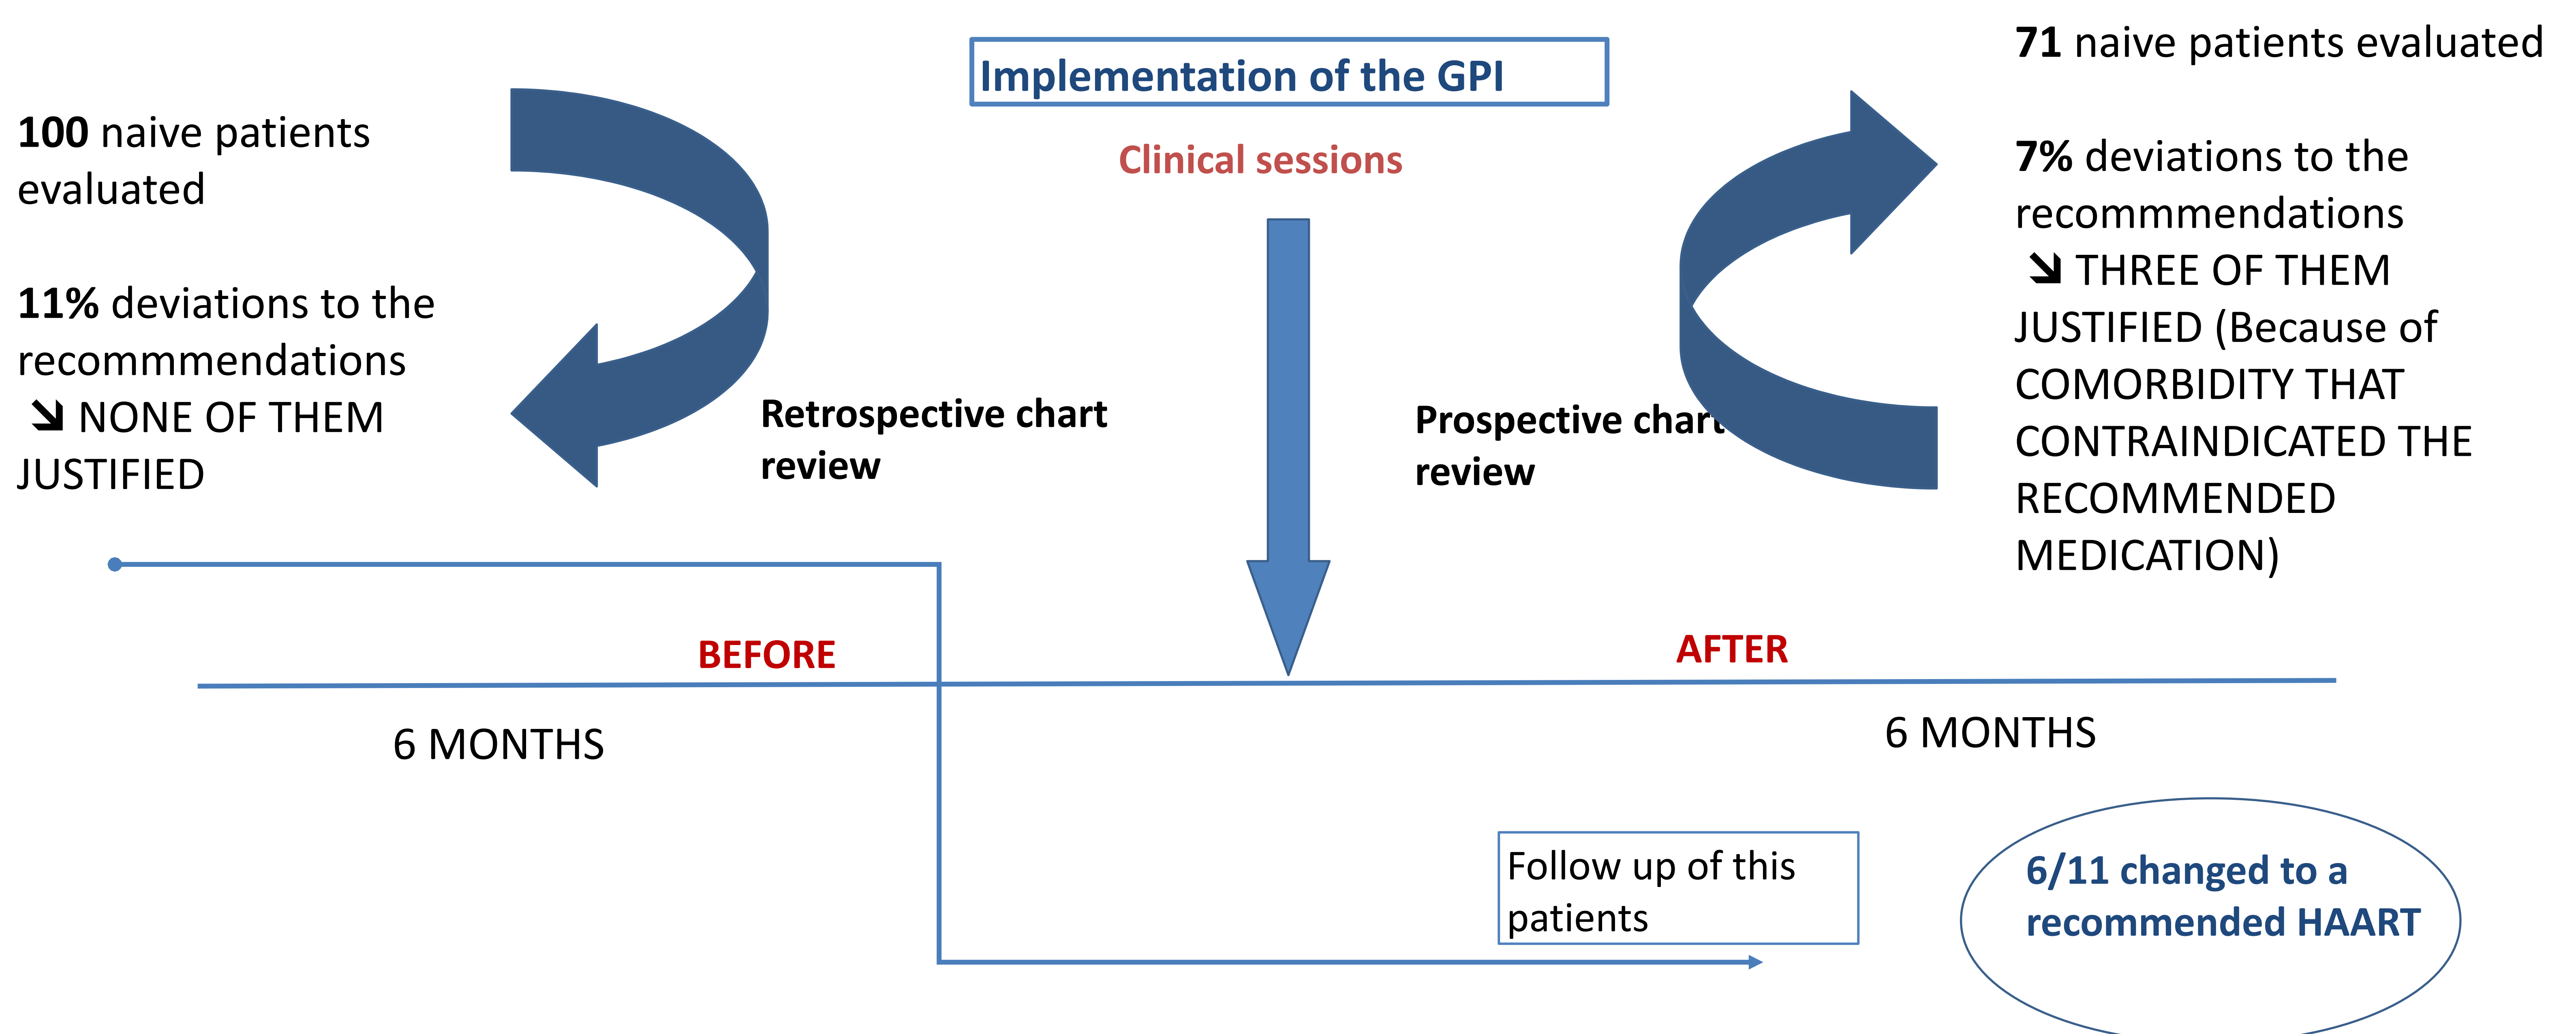 100 naive patients
evaluated
11% deviations to the
recommmendations
➘ NONE OF THEM
JUSTIFIED
Retrospective chart
review
Implementation of the GPI
Clinical sessions
Prospective chart
review
71 naive patients evaluated
7% deviations to the
recommmendations
➘ THREE OF THEM
JUSTIFIED (Because of
COMORBIDITY THAT
CONTRAINDICATED THE
RECOMMENDED
MEDICATION)
BEFORE
AFTER
6 MONTHS
6 MONTHS
Follow up of this
patients
6/11 changed to a
recommended HAART